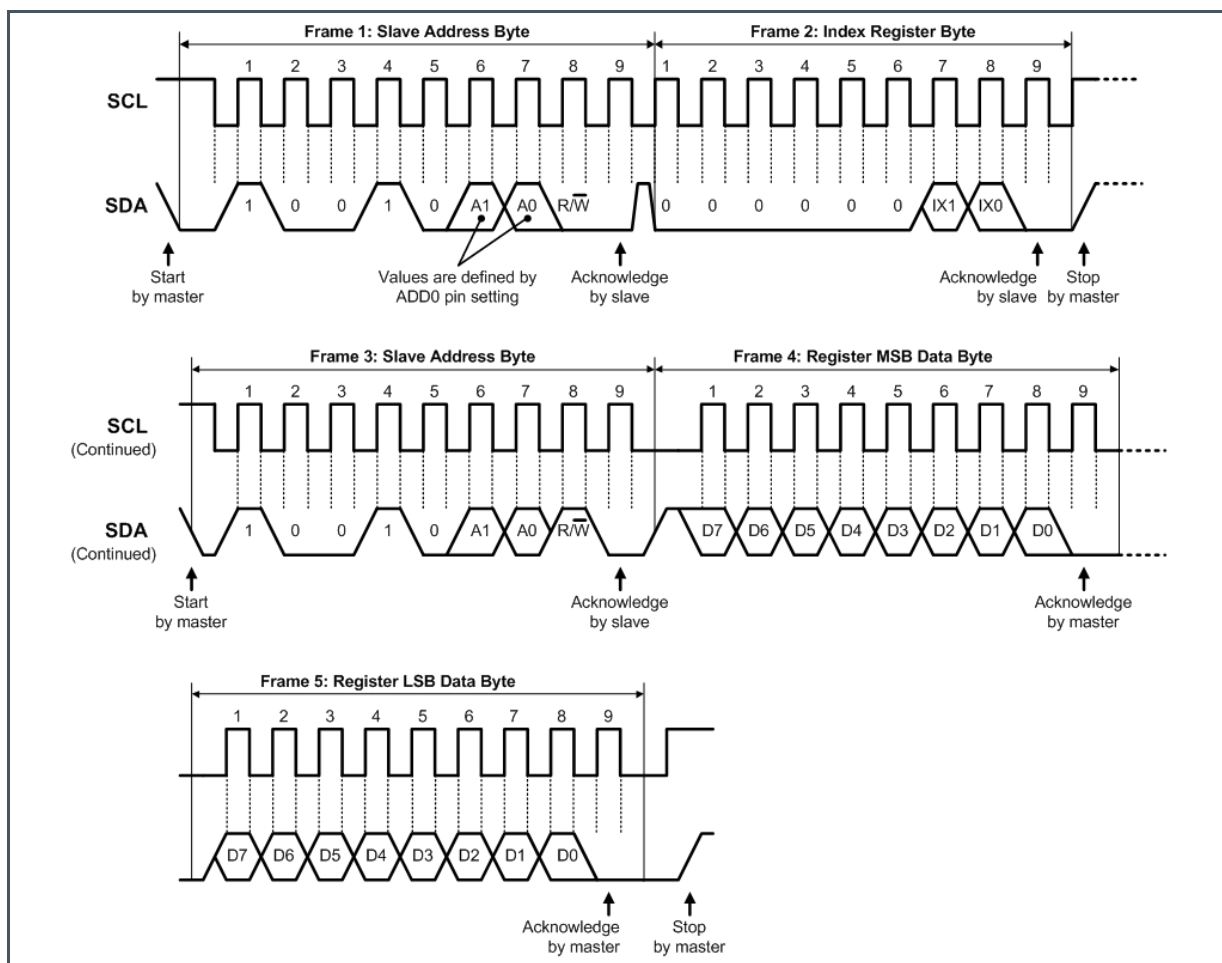 Frame 1: Slave Address Byte Frame 2: Index Register Byte
1 2 3 4 5 6 7 8 9 1 2 3 4 5 6 7 8 9
SCL
SDA 1 0 0 1 0 A1 A0 R/W̅ 0 0 0 0 0 0 IX1 IX0
Start
by master
Values are defined by
ADD0 pin setting
Acknowledge
by slave
Acknowledge
by slave
Stop
by master
Frame 3: Slave Address Byte Frame 4: Register MSB Data Byte
1 2 3 4 5 6 7 8 9 1 2 3 4 5 6 7 8 9
SCL
(Continued)
SDA 1 0 0 1 0 A1 A0 R/W̅ D7 D6 D5 D4 D3 D2 D1 D0
(Continued)
Start
by master
Acknowledge
by slave
Acknowledge
by master
Frame 5: Register LSB Data Byte
1 2 3 4 5 6 7 8 9
D7 D6 D5 D4 D3 D2 D1 D0
Acknowledge
by master
Stop
by master